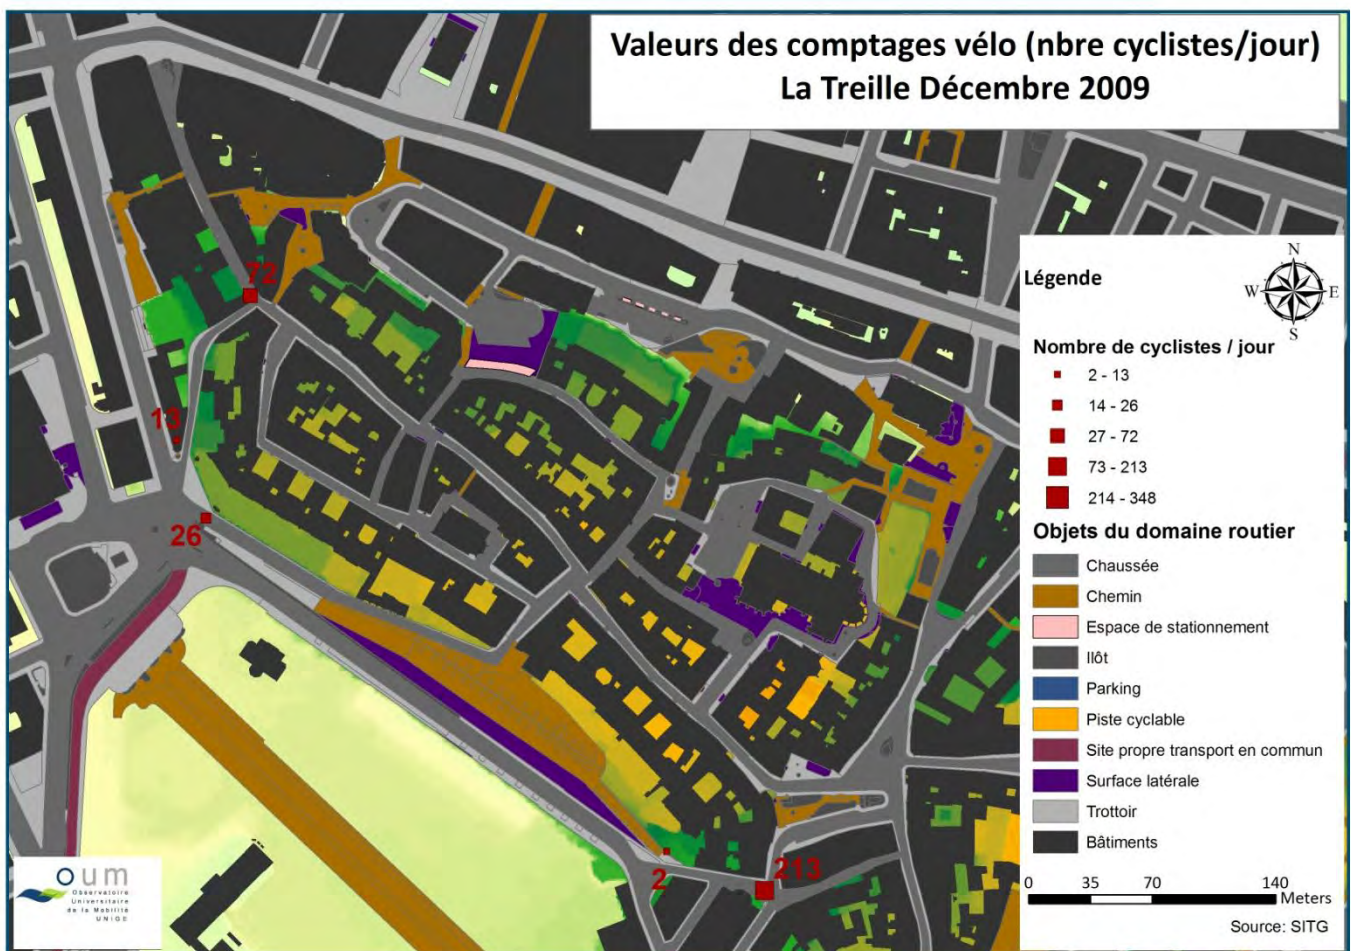 Valeurs des comptages vélo (nbre cyclistes/jour)
La Treille Décembre 2009
72
13
26
2
213
Légende
N
W E
S
Nombre de cyclistes / jour
2 - 13
14 - 26
27 - 72
73 - 213
214 - 348
Objets du domaine routier
Chaussée
Chemin
Espace de stationnement
Ilôt
Parking
Piste cyclable
Site propre transport en commun
Surface latérale
Trottoir
Bâtiments
0 35 70 140
Meters
Source: SITG
oum
Observatoire
Universitaire
de la Mobilité
UNIGE